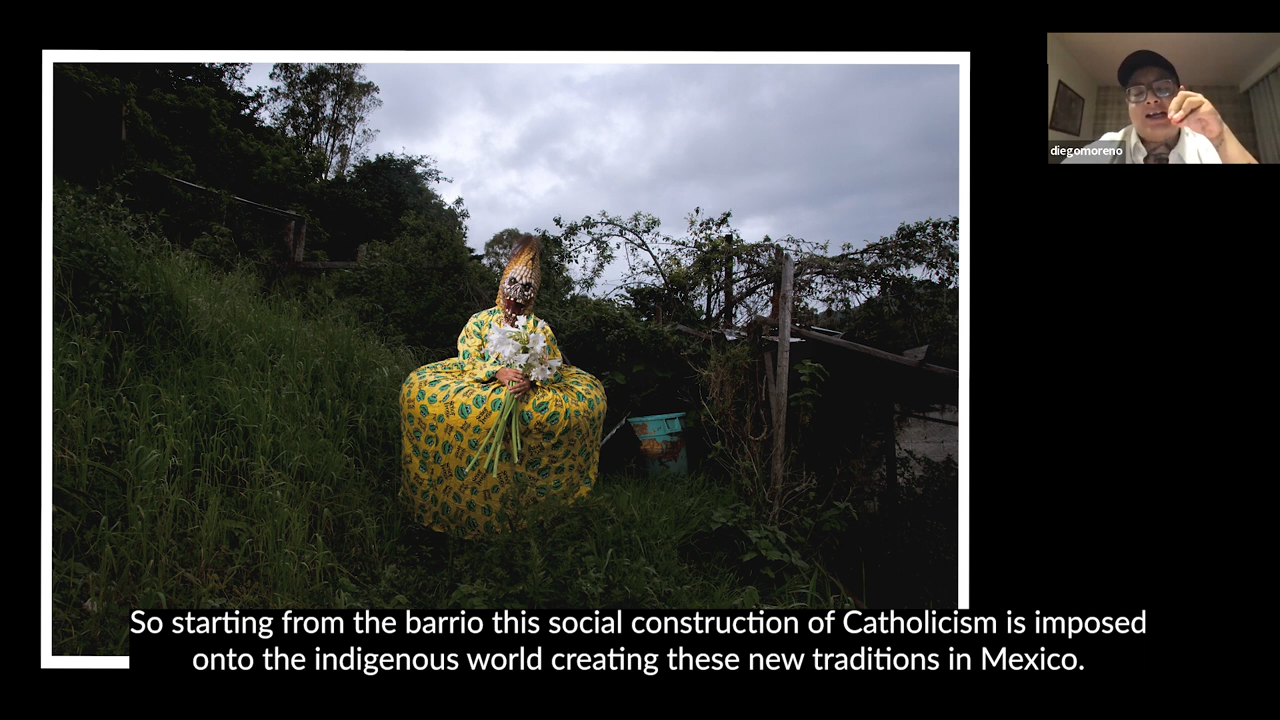 diegomoreno
So starting from the barrio this social construction of Catholicism is imposed
onto the indigenous world creating these new traditions in Mexico.